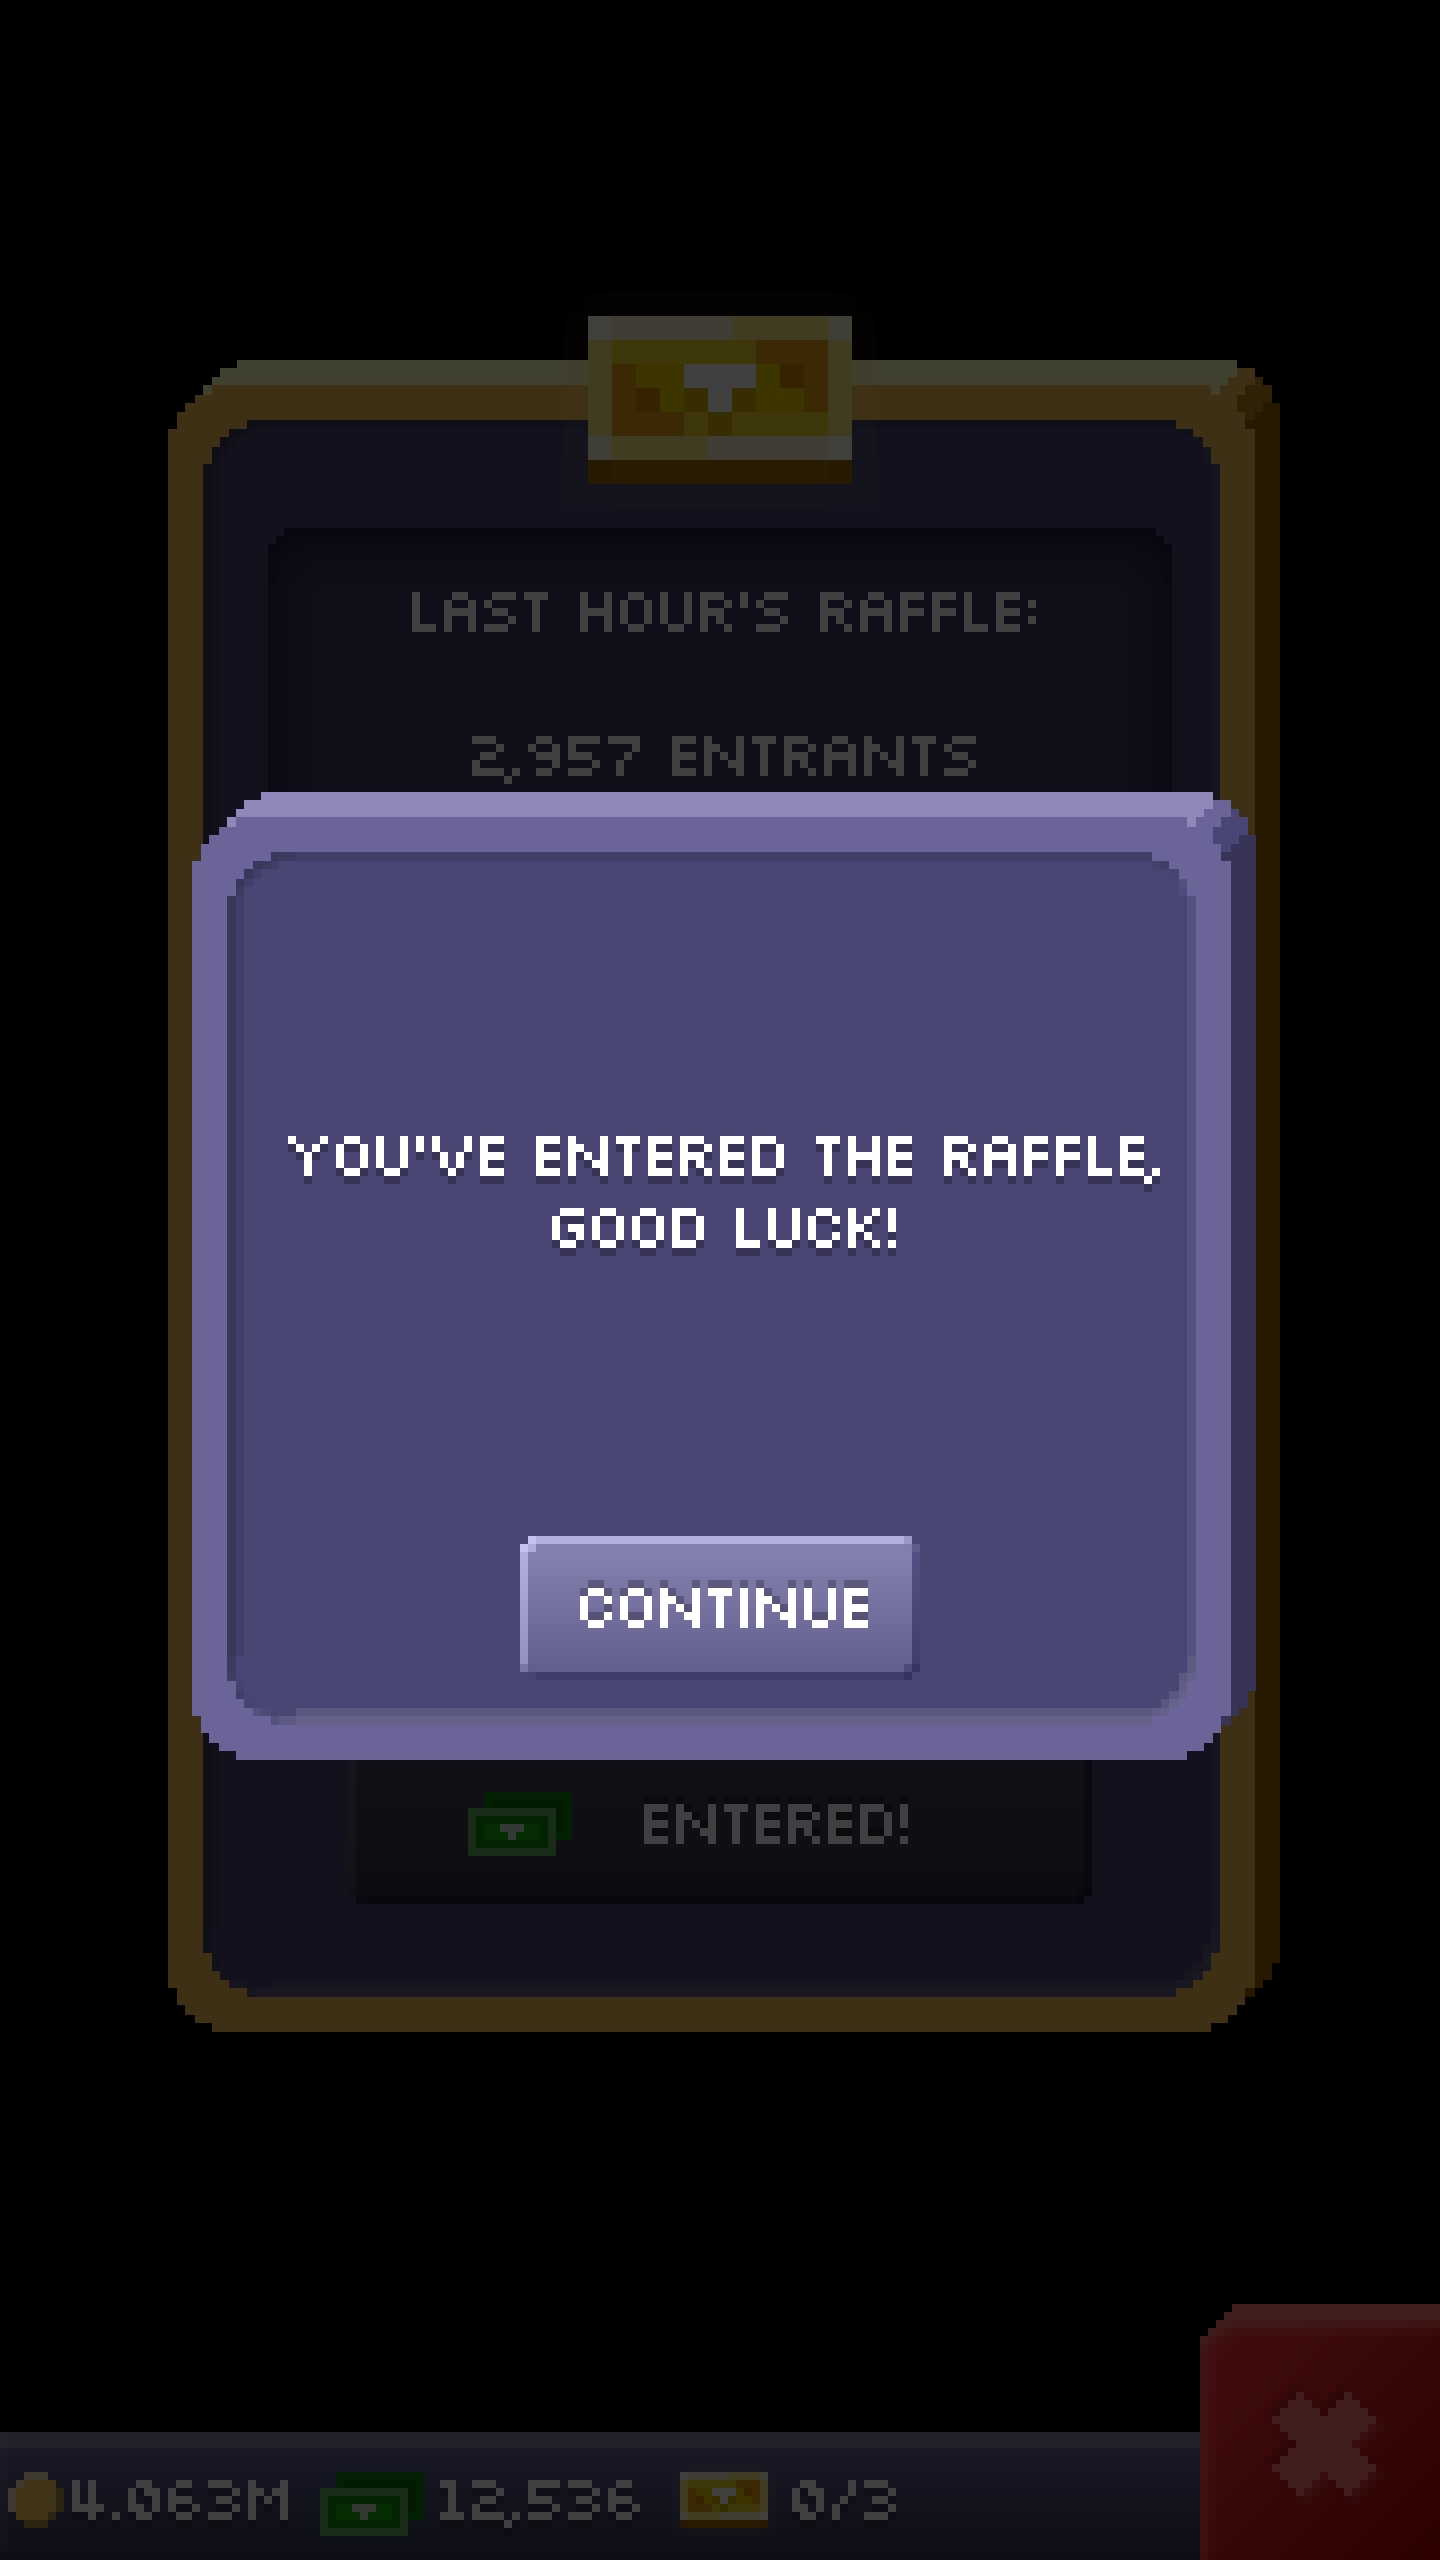 LAST HOUR'S RAFFLE:
2,957 ENTRANTS
YOU'VE ENTERED THE RAFFLE,
GOOD LUCK!
CONTINUE
ENTERED!
4.063M 12,536 0/3